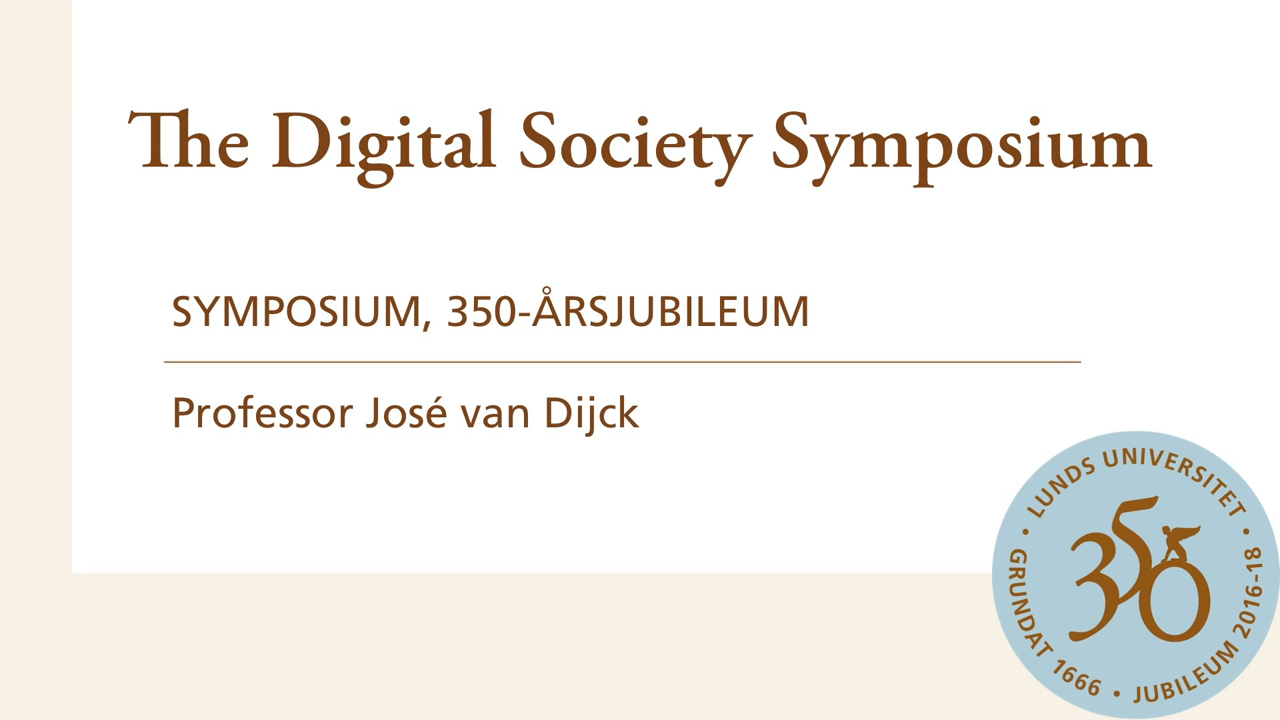 The Digital Society Symposium
SYMPOSIUM, 350-ÅRSJUBILEUM
Professor José van Dijck
• LUNDS UNIVERSITET •
350
GRUNDAT 1666 • JUBILEUM 2016-18